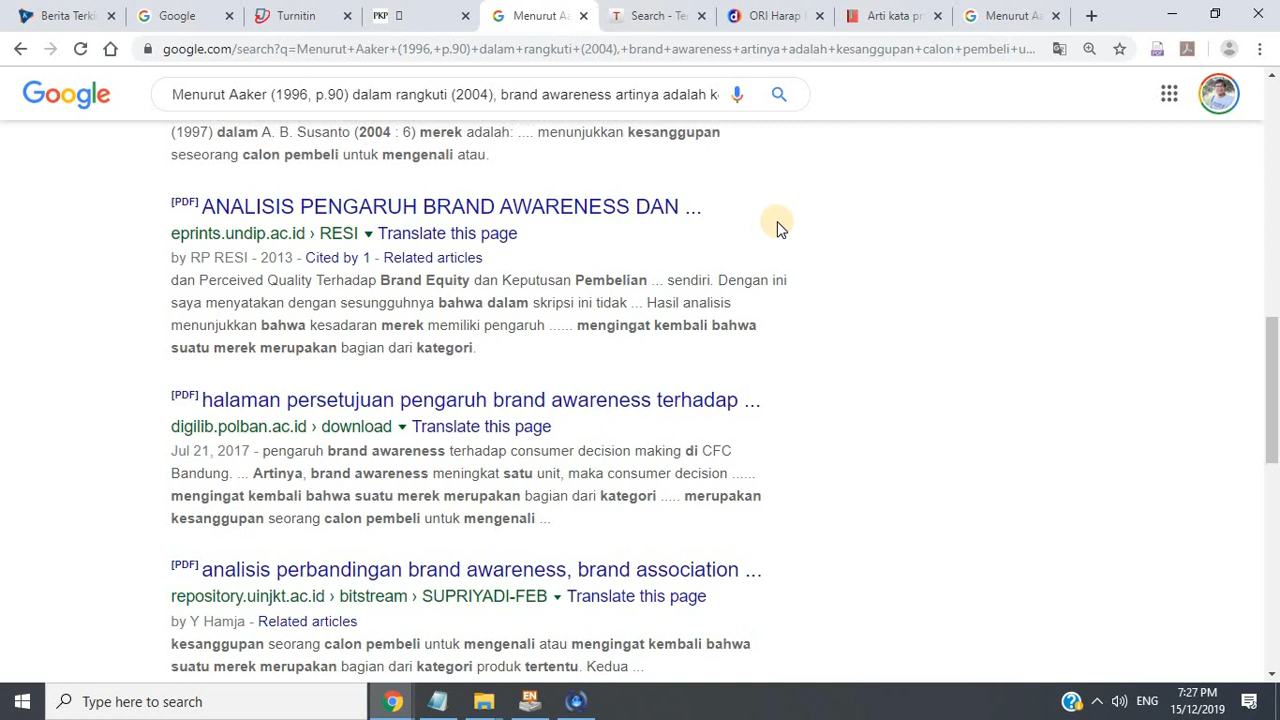 Berita Terki
Google
Turnitin
PKP
Menurut Aa
Search - Te
ORI Harap
Arti kata pr
Menurut Aa
google.com/search?q=Menurut+Aaker+(1996,+p.90)+dalam+rangkuti+(2004),+brand+awareness+artinya+adalah+kesanggupan+calon+pembeli+u...
Google
Menurut Aaker (1996, p.90) dalam rangkuti (2004), brand awareness artinya adalah k
(1997) dalam A. B. Susanto (2004 : 6) merek adalah: .... menunjukkan kesanggupan
seseorang calon pembeli untuk mengenali atau.
[PDF] ANALISIS PENGARUH BRAND AWARENESS DAN ...
eprints.undip.ac.id › RESI Translate this page
by RP RESI - 2013 - Cited by 1 - Related articles
dan Perceived Quality Terhadap Brand Equity dan Keputusan Pembelian ... sendiri. Dengan ini
saya menyatakan dengan sesungguhnya bahwa dalam skripsi ini tidak ... Hasil analisis
menunjukkan bahwa kesadaran merek memiliki pengaruh ...... mengingat kembali bahwa
suatu merek merupakan bagian dari kategori.
[PDF] halaman persetujuan pengaruh brand awareness terhadap ...
digilib.polban.ac.id › download Translate this page
Jul 21, 2017 - pengaruh brand awareness terhadap consumer decision making di CFC
Bandung. ... Artinya, brand awareness meningkat satu unit, maka consumer decision ......
mengingat kembali bahwa suatu merek merupakan bagian dari kategori ..... merupakan
kesanggupan seorang calon pembeli untuk mengenali ...
[PDF] analisis perbandingan brand awareness, brand association ...
repository.uinjkt.ac.id › bitstream › SUPRIYADI-FEB Translate this page
by Y Hamja - Related articles
kesanggupan seorang calon pembeli untuk mengenali atau mengingat kembali bahwa
suatu merek merupakan bagian dari kategori produk tertentu. Kedua ...
Type here to search
EN
ENG
7:27 PM
15/12/2019